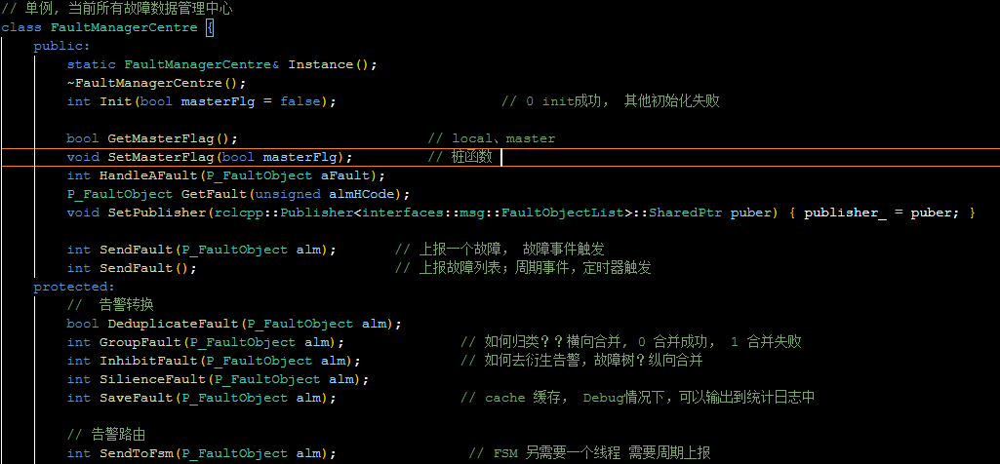 // 单例, 当前所有故障数据管理中心
class FaultManagerCentre {
public:
static FaultManagerCentre& Instance();
~FaultManagerCentre();
int Init(bool masterFlg = false); // 0 init成功, 其他初始化失败
bool GetMasterFlag(); // local、master
void SetMasterFlag(bool masterFlg); // 桩函数
int HandleAFault(P_FaultObject aFault);
P_FaultObject GetFault(unsigned almHCode);
void SetPublisher(rclcpp::Publisher<interfaces::msg::FaultObjectList>::SharedPtr puber) { publisher_ = puber; }
int SendFault(P_FaultObject alm); // 上报一个故障, 故障事件触发
int SendFault(); // 上报故障列表；周期事件，定时器触发
protected:
// 告警转换
bool DeduplicateFault(P_FaultObject alm);
int GroupFault(P_FaultObject alm); // 如何归类？？横向合并, 0 合并成功, 1 合并失败
int InhibitFault(P_FaultObject alm); // 如何去衍生告警，故障树？纵向合并
int SilienceFault(P_FaultObject alm);
int SaveFault(P_FaultObject alm); // cache 缓存, Debug情况下，可以输出到统计日志中
// 告警路由
int SendToFsm(P_FaultObject alm); // FSM 另需要一个线程 需要周期上报